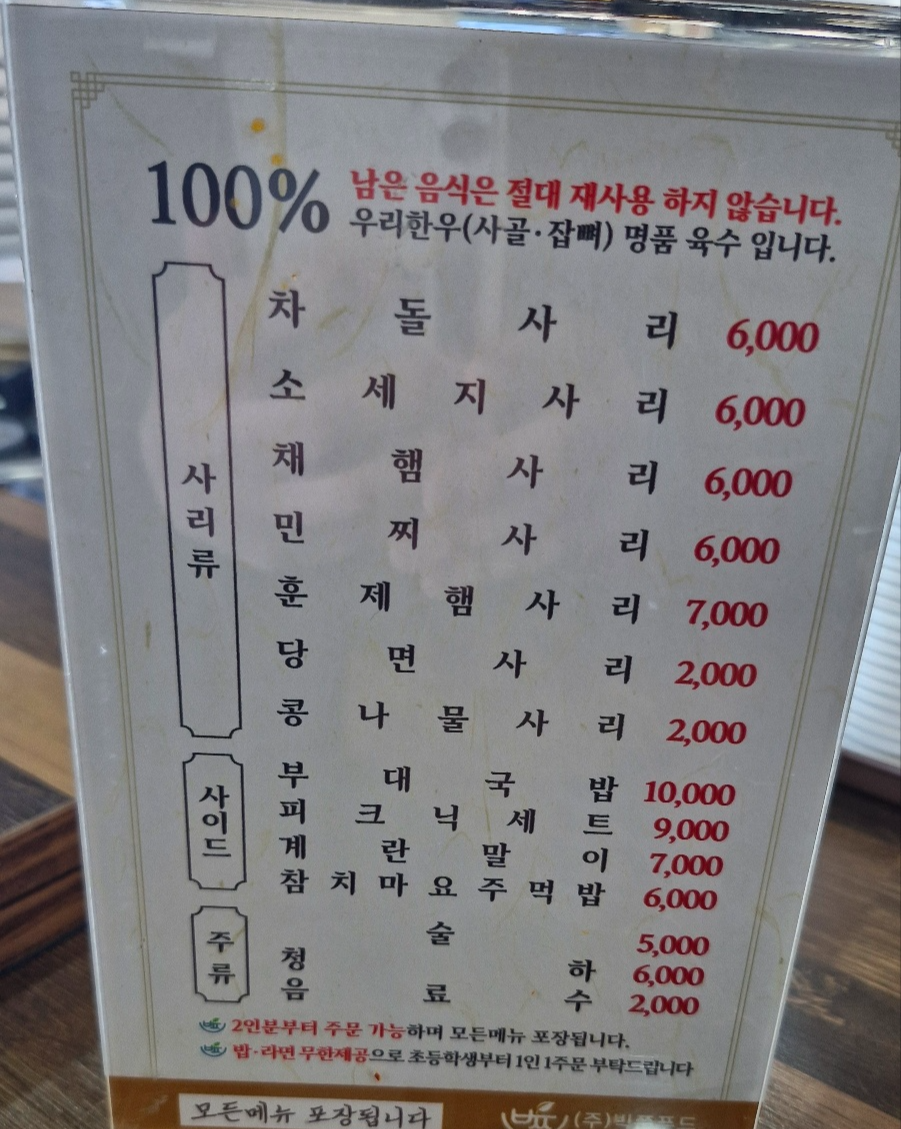 100% 남은 음식은 절대 재사용 하지 않습니다.
우리한우(사골·잡뼈) 명품 육수 입니다.
사리류
차돌사리 6,000
소세지사리 6,000
채햄사리 6,000
민찌사리 6,000
훈제햄사리 7,000
당면사리 2,000
콩나물사리 2,000
사이드
부대국밥 10,000
피크닉세트 9,000
계란말이 7,000
참치마요주먹밥 6,000
주류
술 5,000
청하 6,000
음료수 2,000
2인분부터 주문 가능하며 모든메뉴 포장됩니다.
밥·라면 무한제공으로 초등학생부터 1인 1주문 부탁드립니다
모든메뉴 포장됩니다